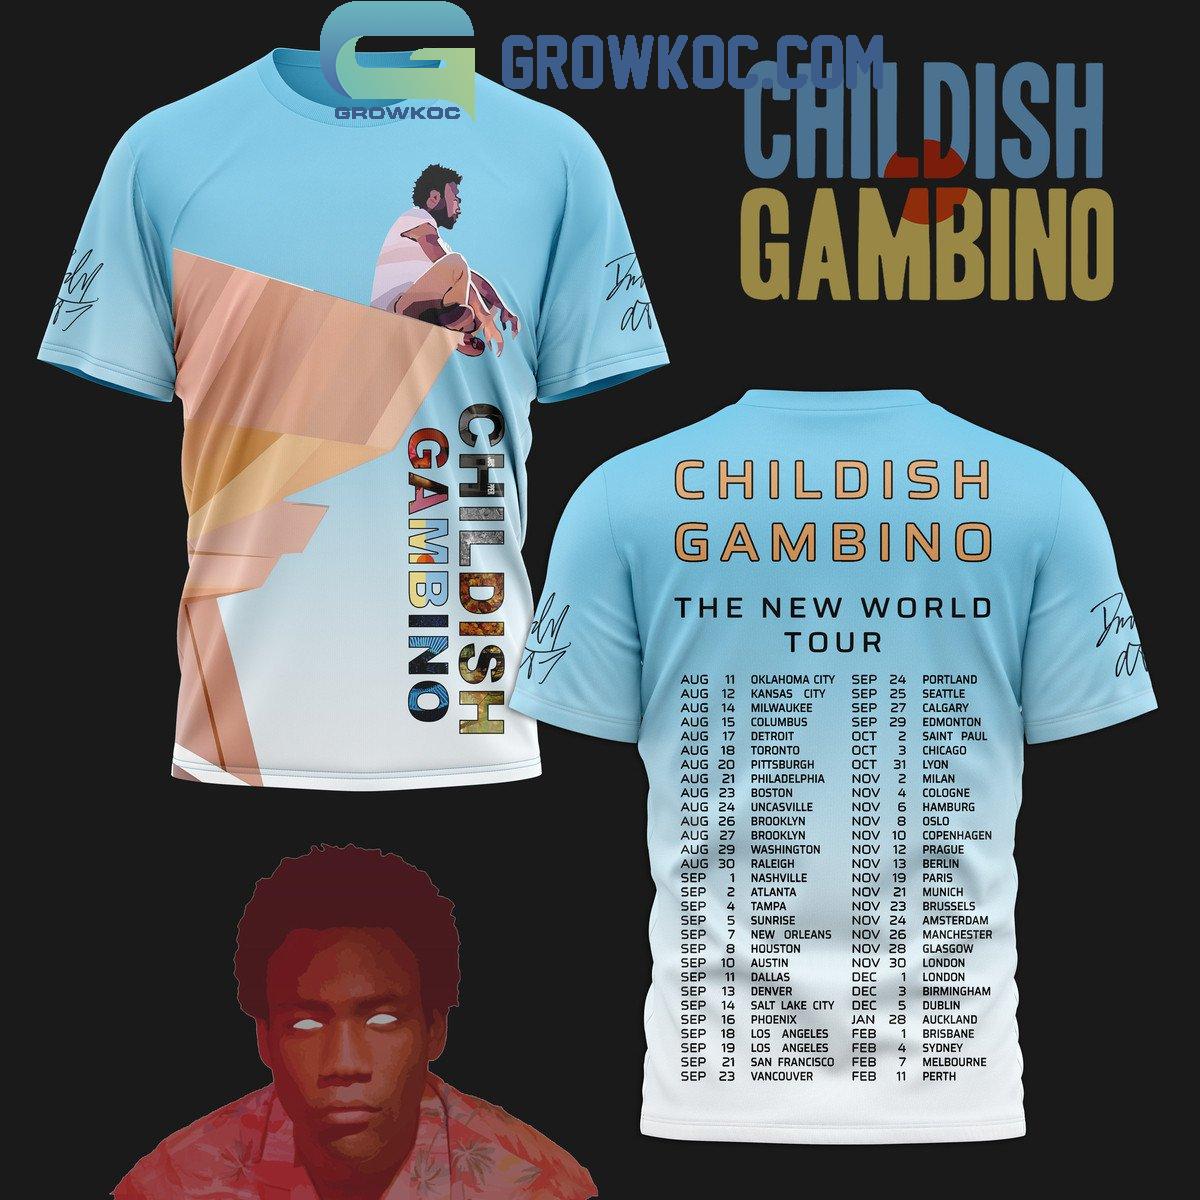 GROWKOC
GROWKOC.COM
CHILDISH
GAMBINO
CHILDISH
GAMBINO
CHILDISH
GAMBINO
THE NEW WORLD
TOUR
AUG 11 OKLAHOMA CITY SEP 24 PORTLAND
AUG 12 KANSAS CITY SEP 25 SEATTLE
AUG 14 MILWAUKEE SEP 27 CALGARY
AUG 15 COLUMBUS SEP 29 EDMONTON
AUG 17 DETROIT OCT 2 SAINT PAUL
AUG 18 TORONTO OCT 3 CHICAGO
AUG 20 PITTSBURGH OCT 31 LYON
AUG 21 PHILADELPHIA NOV 2 MILAN
AUG 23 BOSTON NOV 4 COLOGNE
AUG 24 UNCASVILLE NOV 6 HAMBURG
AUG 26 BROOKLYN NOV 8 OSLO
AUG 27 BROOKLYN NOV 10 COPENHAGEN
AUG 29 WASHINGTON NOV 12 PRAGUE
AUG 30 RALEIGH NOV 13 BERLIN
SEP 1 NASHVILLE NOV 19 PARIS
SEP 2 ATLANTA NOV 21 MUNICH
SEP 4 TAMPA NOV 23 BRUSSELS
SEP 5 SUNRISE NOV 24 AMSTERDAM
SEP 7 NEW ORLEANS NOV 26 MANCHESTER
SEP 8 HOUSTON NOV 28 GLASGOW
SEP 10 AUSTIN NOV 30 LONDON
SEP 11 DALLAS DEC 1 LONDON
SEP 13 DENVER DEC 3 BIRMINGHAM
SEP 14 SALT LAKE CITY DEC 5 DUBLIN
SEP 16 PHOENIX JAN 28 AUCKLAND
SEP 18 LOS ANGELES FEB 1 BRISBANE
SEP 19 LOS ANGELES FEB 4 SYDNEY
SEP 21 SAN FRANCISCO FEB 7 MELBOURNE
SEP 23 VANCOUVER FEB 11 PERTH